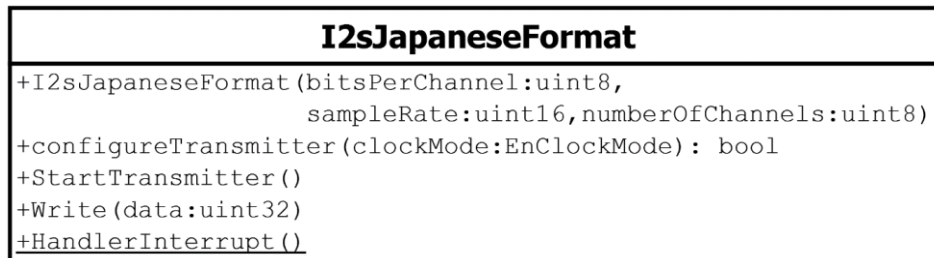 I2sJapaneseFormat
+I2sJapaneseFormat(bitsPerChannel:uint8,
sampleRate:uint16,numberOfChannels:uint8)
+configureTransmitter(clockMode:EnClockMode): bool
+StartTransmitter()
+Write(data:uint32)
+HandlerInterrupt()